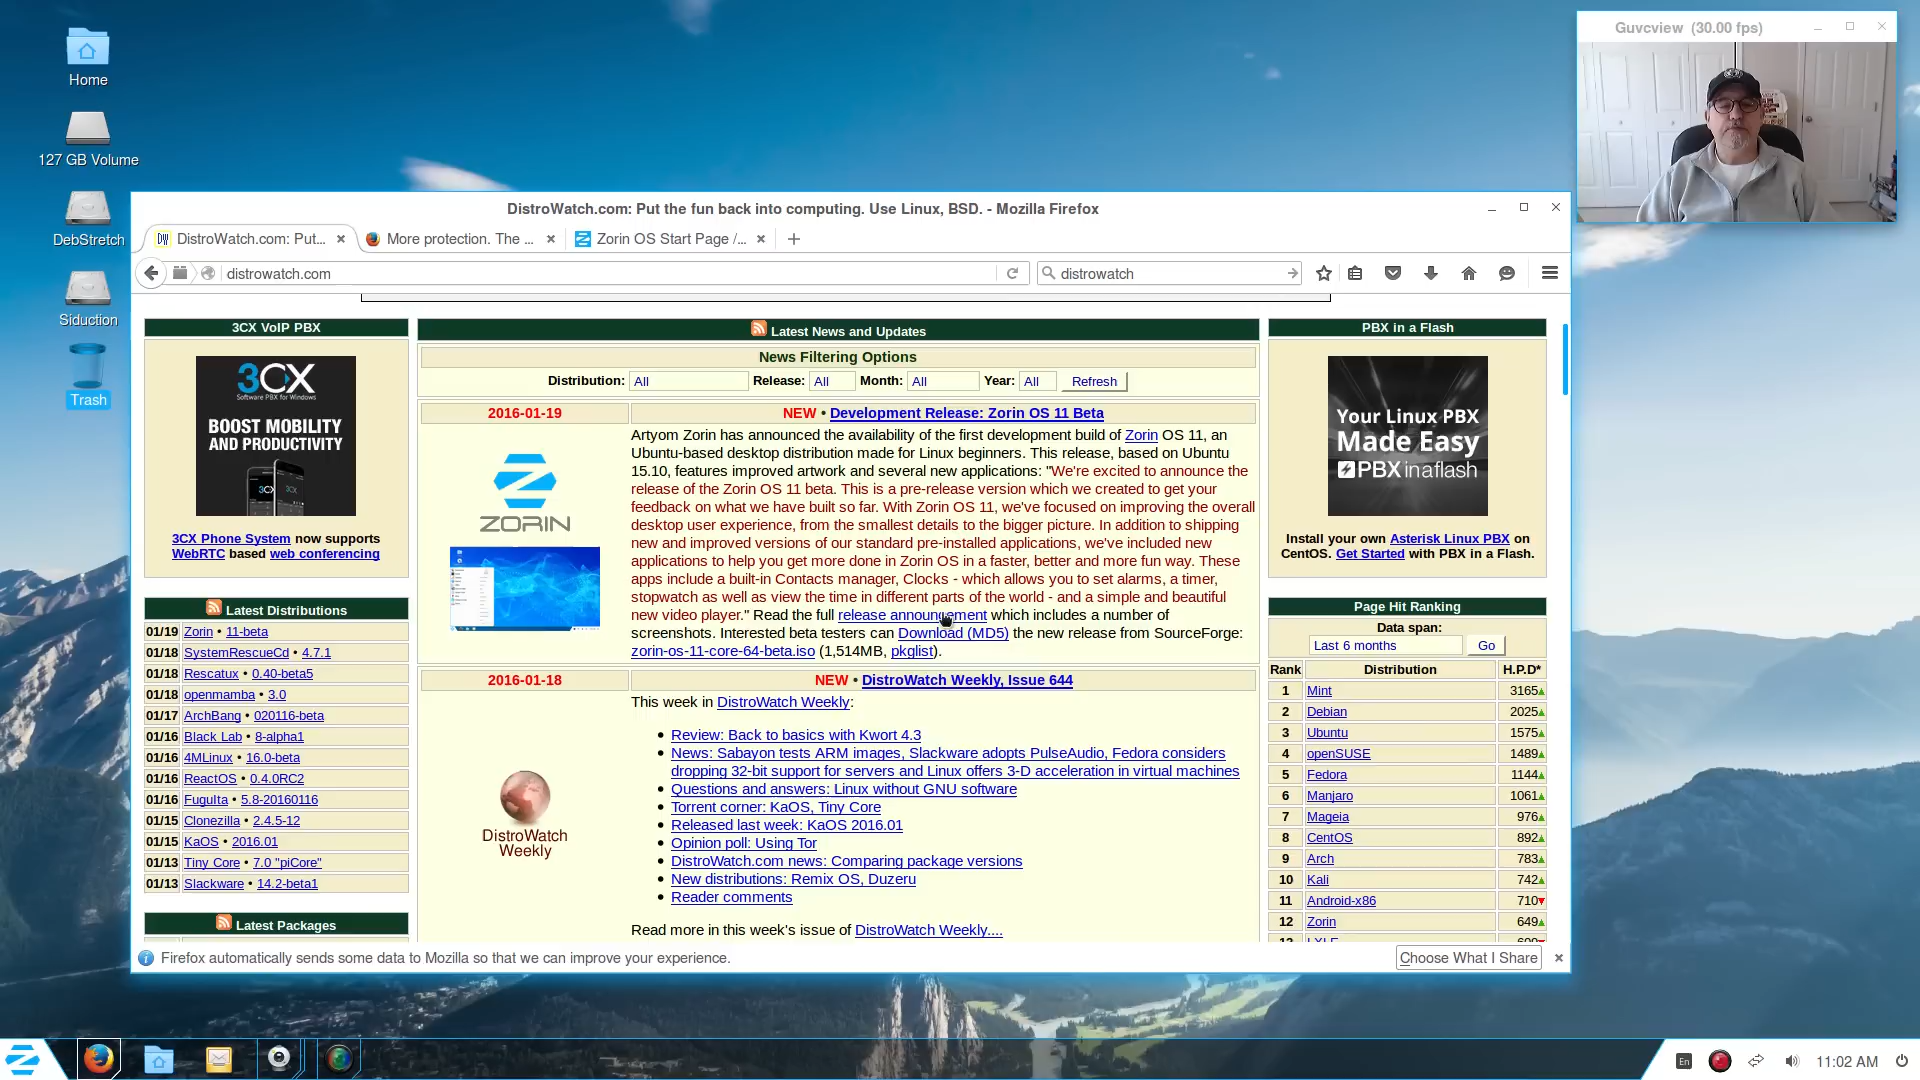 Home
127 GB Volume
DebStretch
Siduction
Trash
Guvcview (30.00 fps)
DistroWatch.com: Put the fun back into computing. Use Linux, BSD. - Mozilla Firefox
DistroWatch.com: Put...
More protection. The ...
Zorin OS Start Page /...
distrowatch.com
distrowatch
3CX VoIP PBX
3CX
Software PBX for Windows
BOOST MOBILITY
AND PRODUCTIVITY
3CX Phone System now supports
WebRTC based web conferencing
Latest Distributions
01/19 Zorin • 11-beta
01/18 SystemRescueCd • 4.7.1
01/18 Rescatux • 0.40-beta5
01/18 openmamba • 3.0
01/17 ArchBang • 020116-beta
01/16 Black Lab • 8-alpha1
01/16 4MLinux • 16.0-beta
01/16 ReactOS • 0.4.0RC2
01/16 FuguIta • 5.8-20160116
01/15 Clonezilla • 2.4.5-12
01/15 KaOS • 2016.01
01/13 Tiny Core • 7.0 "piCore"
01/13 Slackware • 14.2-beta1
Latest Packages
Latest News and Updates
News Filtering Options
Distribution: All Release: All Month: All Year: All Refresh
2016-01-19
NEW • Development Release: Zorin OS 11 Beta
ZORIN
Artyom Zorin has announced the availability of the first development build of Zorin OS 11, an
Ubuntu-based desktop distribution made for Linux beginners. This release, based on Ubuntu
15.10, features improved artwork and several new applications: "We're excited to announce the
release of the Zorin OS 11 beta. This is a pre-release version which we created to get your
feedback on what we have built so far. With Zorin OS 11, we've focused on improving the overall
desktop user experience, from the smallest details to the bigger picture. In addition to shipping
new and improved versions of our standard pre-installed applications, we've included new
applications to help you get more done in Zorin OS in a faster, better and more fun way. These
apps include a built-in Contacts manager, Clocks - which allows you to set alarms, a timer,
stopwatch as well as view the time in different parts of the world - and a simple and beautiful
new video player." Read the full release announcement which includes a number of
screenshots. Interested beta testers can Download (MD5) the new release from SourceForge:
zorin-os-11-core-64-beta.iso (1,514MB, pkglist).
2016-01-18
NEW • DistroWatch Weekly, Issue 644
DistroWatch
Weekly
This week in DistroWatch Weekly:
• Review: Back to basics with Kwort 4.3
• News: Sabayon tests ARM images, Slackware adopts PulseAudio, Fedora considers
dropping 32-bit support for servers and Linux offers 3-D acceleration in virtual machines
• Questions and answers: Linux without GNU software
• Torrent corner: KaOS, Tiny Core
• Released last week: KaOS 2016.01
• Opinion poll: Using Tor
• DistroWatch.com news: Comparing package versions
• New distributions: Remix OS, Duzeru
• Reader comments
Read more in this week's issue of DistroWatch Weekly....
PBX in a Flash
Your Linux PBX
Made Easy
PBX in a flash
Install your own Asterisk Linux PBX on
CentOS. Get Started with PBX in a Flash.
Page Hit Ranking
Data span:
Last 6 months Go
Rank Distribution H.P.D*
1 Mint 3165
2 Debian 2025
3 Ubuntu 1575
4 openSUSE 1489
5 Fedora 1144
6 Manjaro 1061
7 Mageia 976
8 CentOS 892
9 Arch 783
10 Kali 742
11 Android-x86 710
12 Zorin 649
Firefox automatically sends some data to Mozilla so that we can improve your experience.
Choose What I Share
En
11:02 AM